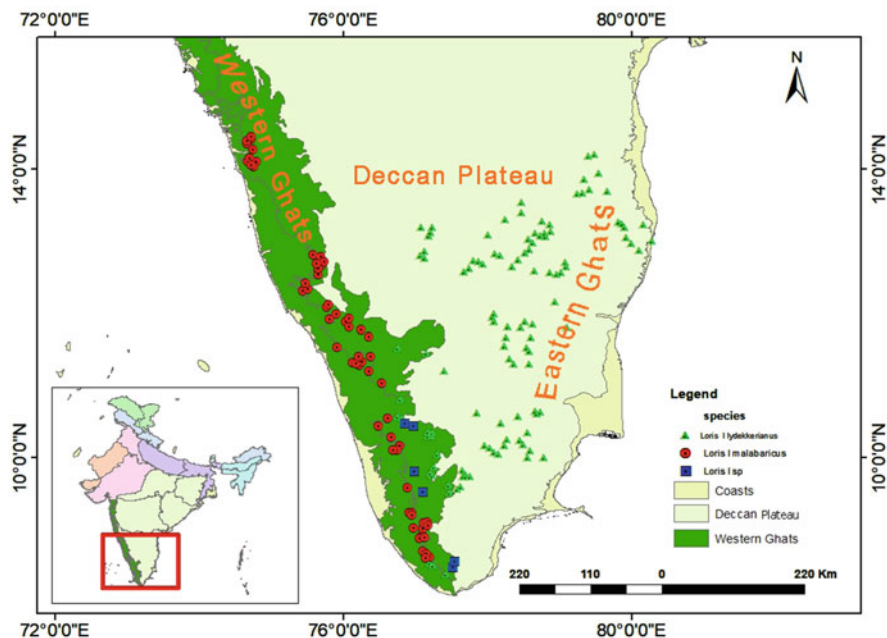 72°0'0"E
76°0'0"E
80°0'0"E
N
Western Ghats
14°0'0"N
14°0'0"N
Deccan Plateau
Eastern Ghats
Legend
species
Loris l lydekkerianus
Loris l malabaricus
Loris l sp
Coasts
Deccan Plateau
Western Ghats
10°0'0"N
10°0'0"N
220 110 0 220 Km
72°0'0"E
76°0'0"E
80°0'0"E